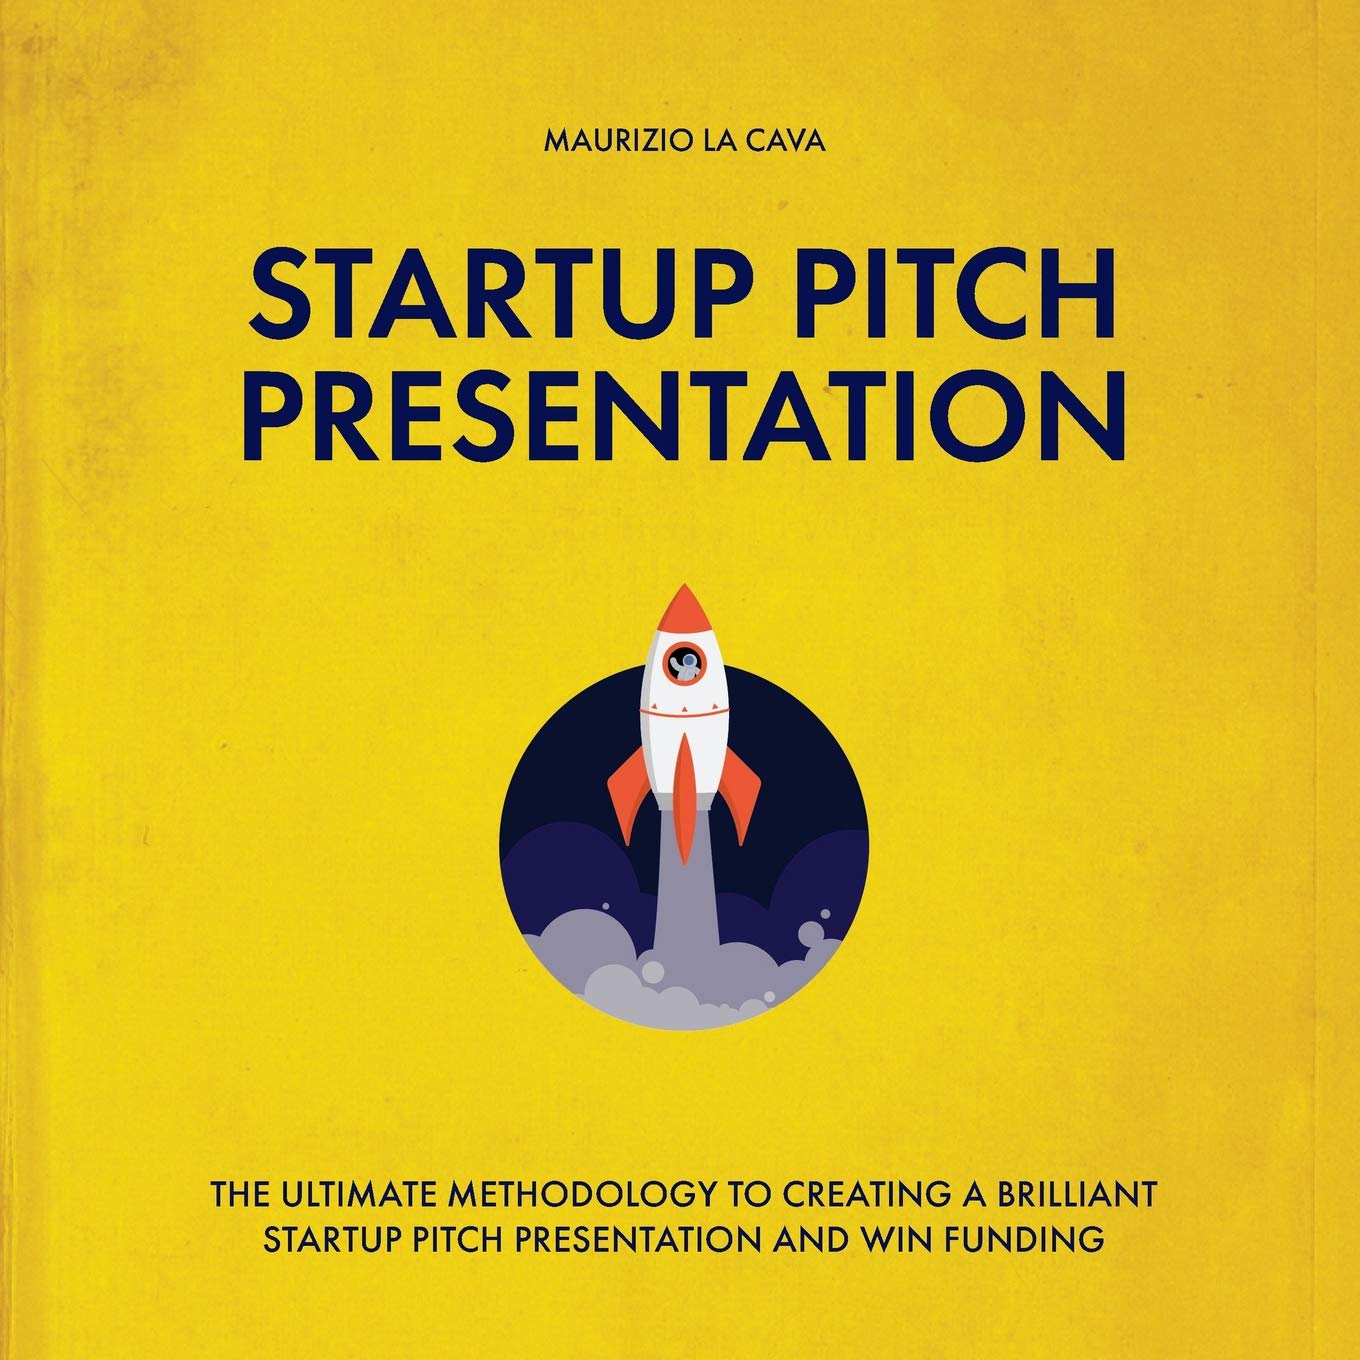 MAURIZIO LA CAVA
STARTUP PITCH
PRESENTATION
THE ULTIMATE METHODOLOGY TO CREATING A BRILLIANT
STARTUP PITCH PRESENTATION AND WIN FUNDING